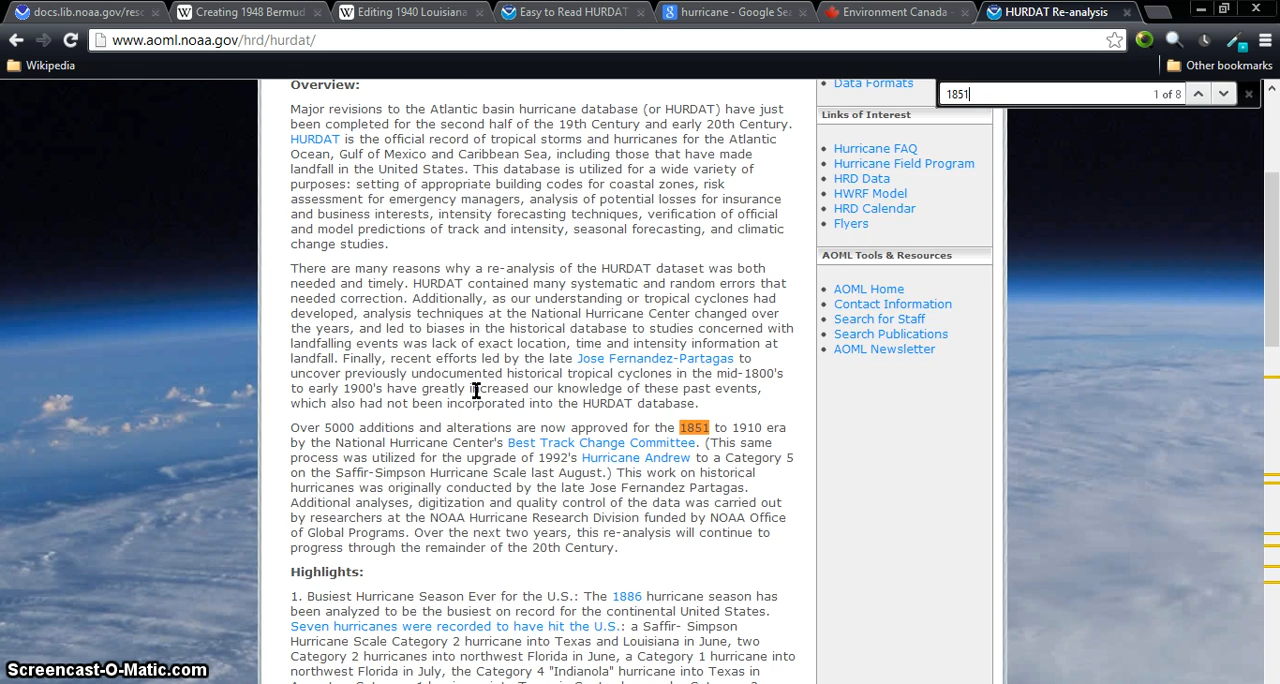 docs.lib.noaa.gov/res
Creating 1948 Bermud
Editing 1940 Louisiana
Easy to Read HURDAT
hurricane - Google Sea
Environment Canada -
HURDAT Re-analysis
www.aoml.noaa.gov/hrd/hurdat/
Wikipedia
Other bookmarks
1851
1 of 8
Overview:
Major revisions to the Atlantic basin hurricane database (or HURDAT) have just
been completed for the second half of the 19th Century and early 20th Century.
HURDAT is the official record of tropical storms and hurricanes for the Atlantic
Ocean, Gulf of Mexico and Caribbean Sea, including those that have made
landfall in the United States. This database is utilized for a wide variety of
purposes: setting of appropriate building codes for coastal zones, risk
assessment for emergency managers, analysis of potential losses for insurance
and business interests, intensity forecasting techniques, verification of official
and model predictions of track and intensity, seasonal forecasting, and climatic
change studies.
There are many reasons why a re-analysis of the HURDAT dataset was both
needed and timely. HURDAT contained many systematic and random errors that
needed correction. Additionally, as our understanding or tropical cyclones had
developed, analysis techniques at the National Hurricane Center changed over
the years, and led to biases in the historical database to studies concerned with
landfalling events was lack of exact location, time and intensity information at
landfall. Finally, recent efforts led by the late Jose Fernandez-Partagas to
uncover previously undocumented historical tropical cyclones in the mid-1800's
to early 1900's have greatly increased our knowledge of these past events,
which also had not been incorporated into the HURDAT database.
Over 5000 additions and alterations are now approved for the 1851 to 1910 era
by the National Hurricane Center's Best Track Change Committee. (This same
process was utilized for the upgrade of 1992's Hurricane Andrew to a Category 5
on the Saffir-Simpson Hurricane Scale last August.) This work on historical
hurricanes was originally conducted by the late Jose Fernandez Partagas.
Additional analyses, digitization and quality control of the data was carried out
by researchers at the NOAA Hurricane Research Division funded by NOAA Office
of Global Programs. Over the next two years, this re-analysis will continue to
progress through the remainder of the 20th Century.
Highlights:
1. Busiest Hurricane Season Ever for the U.S.: The 1886 hurricane season has
been analyzed to be the busiest on record for the continental United States.
Seven hurricanes were recorded to have hit the U.S.: a Saffir- Simpson
Hurricane Scale Category 2 hurricane into Texas and Louisiana in June, two
Category 2 hurricanes into northwest Florida in June, a Category 1 hurricane into
northwest Florida in July, the Category 4 "Indianola" hurricane into Texas in
Data Formats
Links of Interest
Hurricane FAQ
Hurricane Field Program
HRD Data
HWRF Model
HRD Calendar
Flyers
AOML Tools & Resources
AOML Home
Contact Information
Search for Staff
Search Publications
AOML Newsletter
Screencast-O-Matic.com